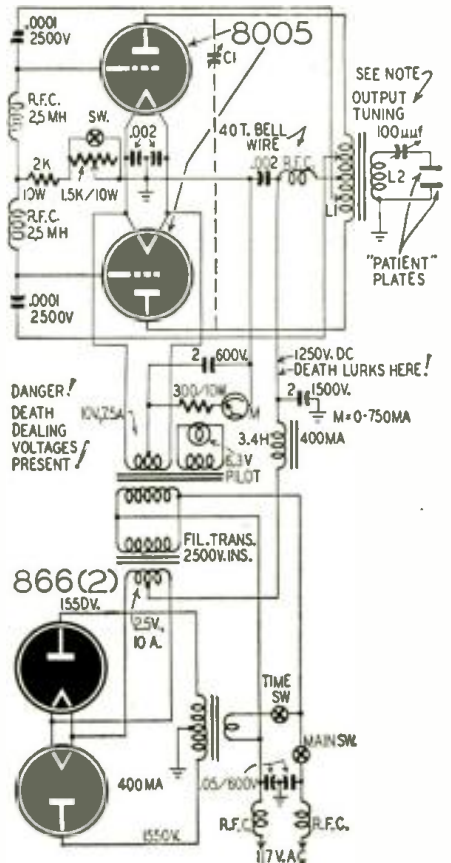 .0001
2500V
8005
C1
SEE NOTE
OUTPUT
TUNING
100μμf
R.F.C.
2.5 MH
SW.
.002
40 T. BELL
WIRE
.002
R.F.C.
2K
10W
1.5K/10W
L1
L2
R.F.C.
2.5 MH
"PATIENT"
PLATES
.0001
2500V
2
600V.
1250V. DC
DEATH LURKS HERE!
DANGER!
DEATH
DEALING
VOLTAGES
PRESENT!
10V, 7.5A
300/10W
M
2
1500V.
M=0-750MA
3.4H
400MA
6.3V
PILOT
FIL. TRANS.
2500V. INS.
866(2)
1550V.
2.5V.,
10 A.
TIME
SW
MAIN SW.
400MA
.05/600V
1550V.
R.F.C.
R.F.C.
117V. AC